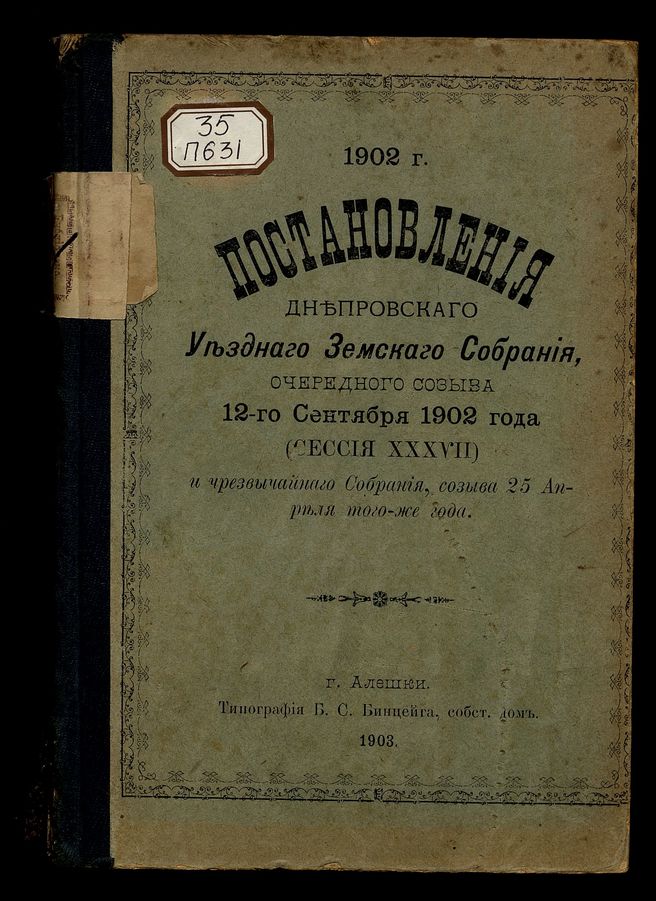 35
П631
1902 г.
ПОСТАНОВЛЕНІЯ
ДНѢПРОВСКАГО
Уѣзднаго Земскаго Собранія,
ОЧЕРЕДНОГО СОЗЫВА
12-го Сентября 1902 года
(СЕССІЯ XXXVII)
и чрезвычайнаго Собранія, созыва 25 Ап-
рѣля того-же года.
г. Алешки.
Типографія Б. С. Бинцейга, собст. домъ.
1903.